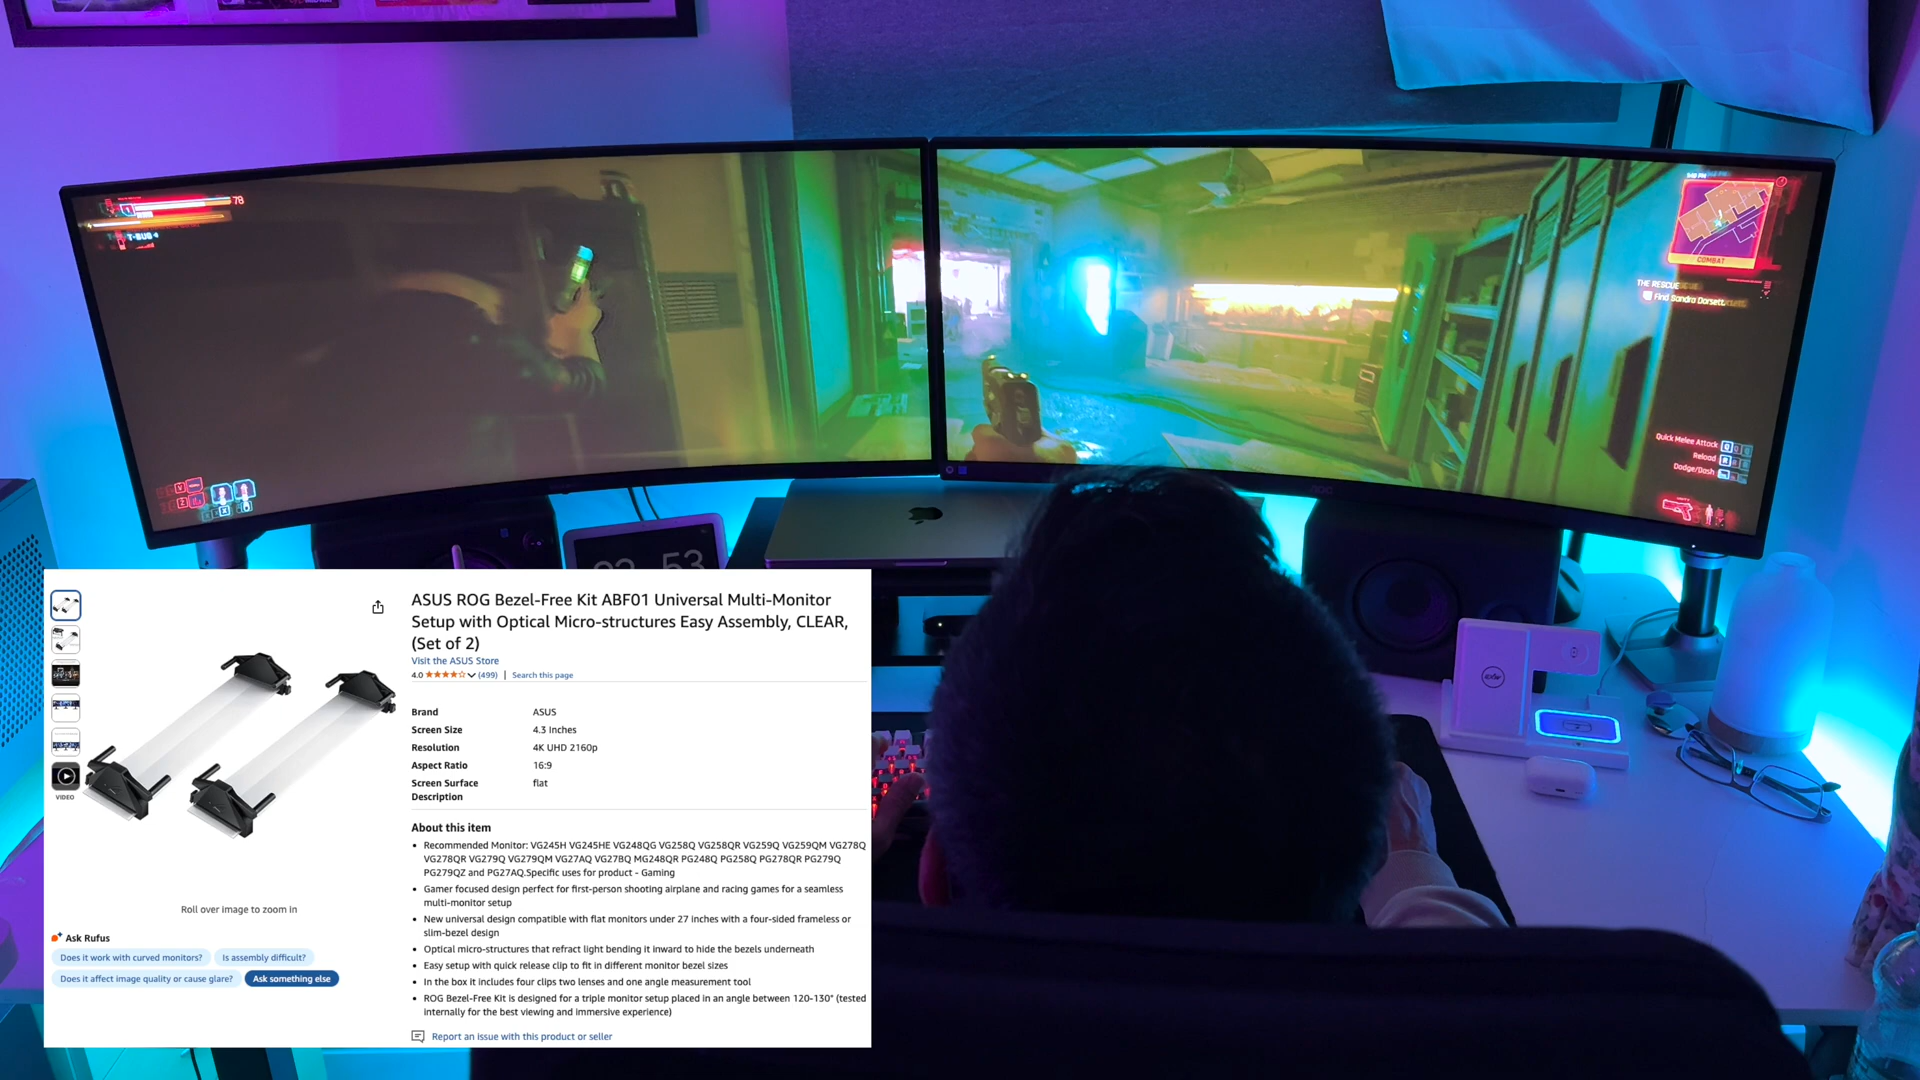 78
T-BUG
COMBAT
THE RESCUE
Find Sandra Dorsett
Quick Melee Attack
Reload
Dodge/Dash
53
ASUS ROG Bezel-Free Kit ABF01 Universal Multi-Monitor
Setup with Optical Micro-structures Easy Assembly, CLEAR,
(Set of 2)
Visit the ASUS Store
4.0 (499) | Search this page
Brand ASUS
Screen Size 4.3 Inches
Resolution 4K UHD 2160p
Aspect Ratio 16:9
Screen Surface flat
Description
VIDEO
About this item
Recommended Monitor: VG245H VG245HE VG248QG VG258Q VG258QR VG259Q VG259QM VG278Q
VG278QR VG279Q VG279QM VG27AQ VG27BQ MG248QR PG248Q PG258Q PG278QR PG279Q
PG279QZ and PG27AQ.Specific uses for product - Gaming
Gamer focused design perfect for first-person shooting airplane and racing games for a seamless
multi-monitor setup
New universal design compatible with flat monitors under 27 inches with a four-sided frameless or
slim-bezel design
Optical micro-structures that refract light bending it inward to hide the bezels underneath
Easy setup with quick release clip to fit in different monitor bezel sizes
In the box it includes four clips two lenses and one angle measurement tool
ROG Bezel-Free Kit is designed for a triple monitor setup placed in an angle between 120-130° (tested
internally for the best viewing and immersive experience)
Report an issue with this product or seller
Roll over image to zoom in
Ask Rufus
Does it work with curved monitors?
Is assembly difficult?
Does it affect image quality or cause glare?
Ask something else